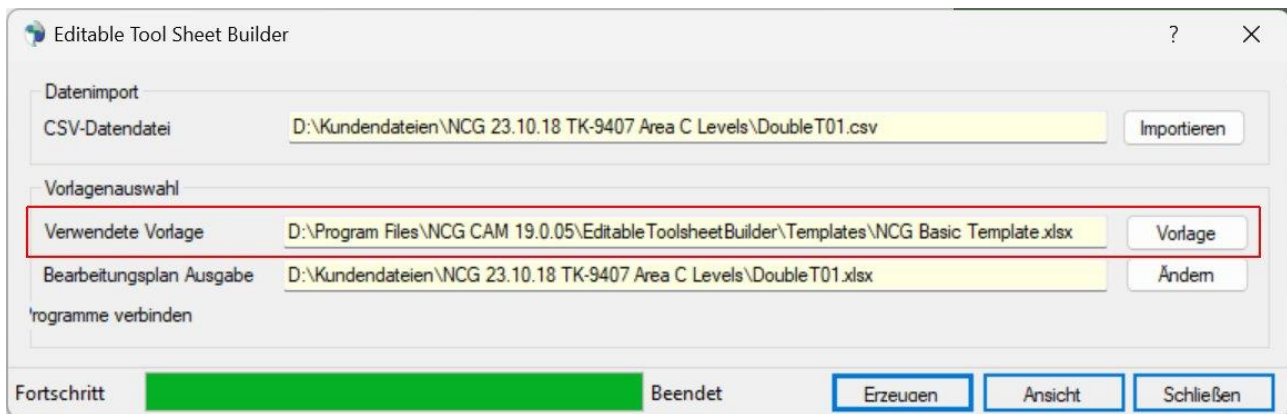 Editable Tool Sheet Builder ?
Datenimport
CSV-Datendatei D:\Kundendateien\NCG 23.10.18 TK-9407 Area C Levels\DoubleT01.csv Importieren
Vorlagenauswahl
Verwendete Vorlage D:\Program Files\NCG CAM 19.0.05\EditableToolsheetBuilder\Templates\NCG Basic Template.xlsx Vorlage
Bearbeitungsplan Ausgabe D:\Kundendateien\NCG 23.10.18 TK-9407 Area C Levels\DoubleT01.xlsx Ändern
Programme verbinden
Fortschritt Beendet Erzeugen Ansicht Schließen